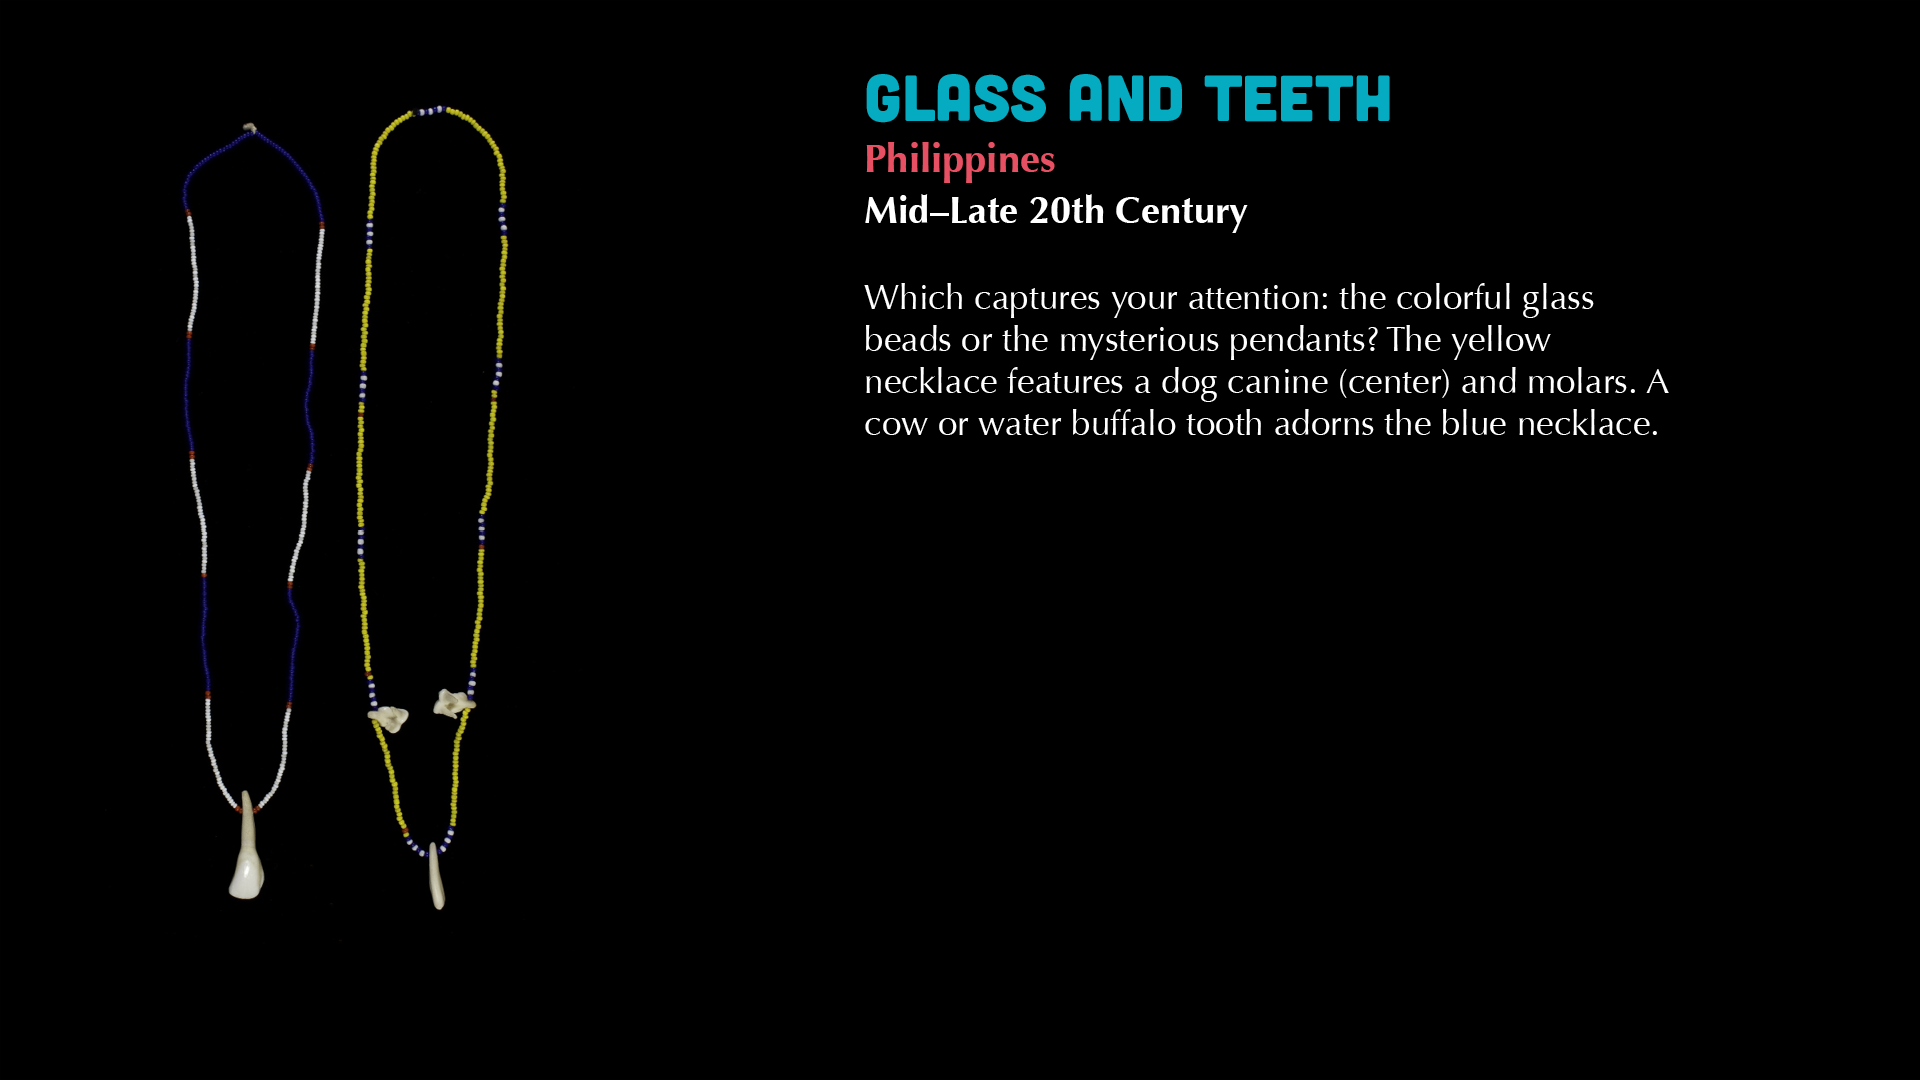 GLASS AND TEETH
Philippines
Mid–Late 20th Century
Which captures your attention: the colorful glass
beads or the mysterious pendants? The yellow
necklace features a dog canine (center) and molars. A
cow or water buffalo tooth adorns the blue necklace.